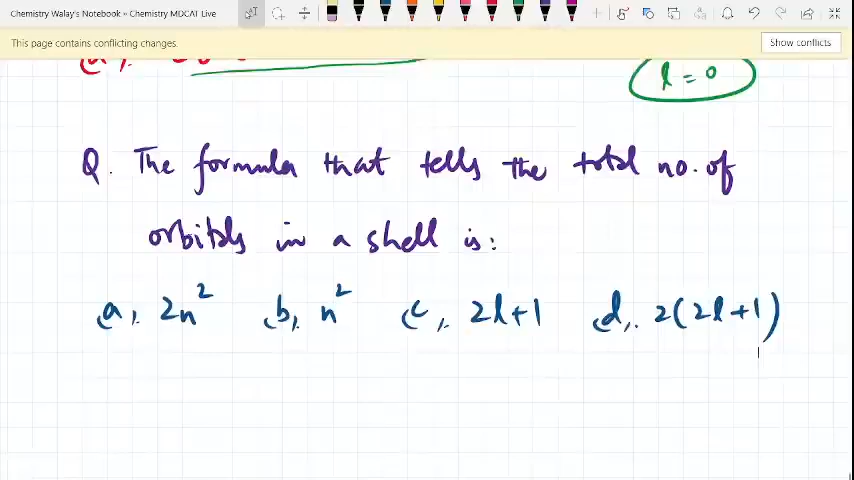 Chemistry Walay's Notebook » Chemistry MDCAT Live
This page contains conflicting changes.
Show conflicts
l = 0
Q. The formula that tells the total no. of
orbitals in a shell is:
a, 2n² b, n² c, 2l+1 d, 2(2l+1)